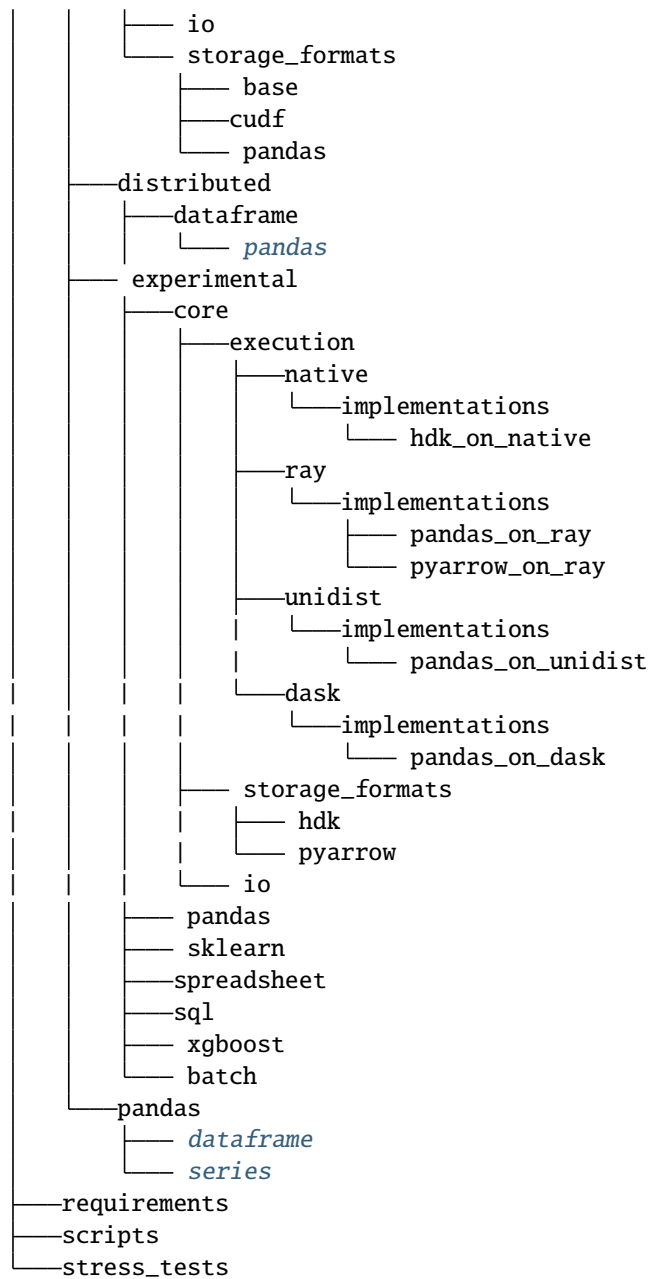 io
storage_formats
base
cudf
pandas
distributed
dataframe
pandas
experimental
core
execution
native
implementations
hdk_on_native
ray
implementations
pandas_on_ray
pyarrow_on_ray
unidist
implementations
pandas_on_unidist
dask
implementations
pandas_on_dask
storage_formats
hdk
pyarrow
io
pandas
sklearn
spreadsheet
sql
xgboost
batch
pandas
dataframe
series
requirements
scripts
stress_tests